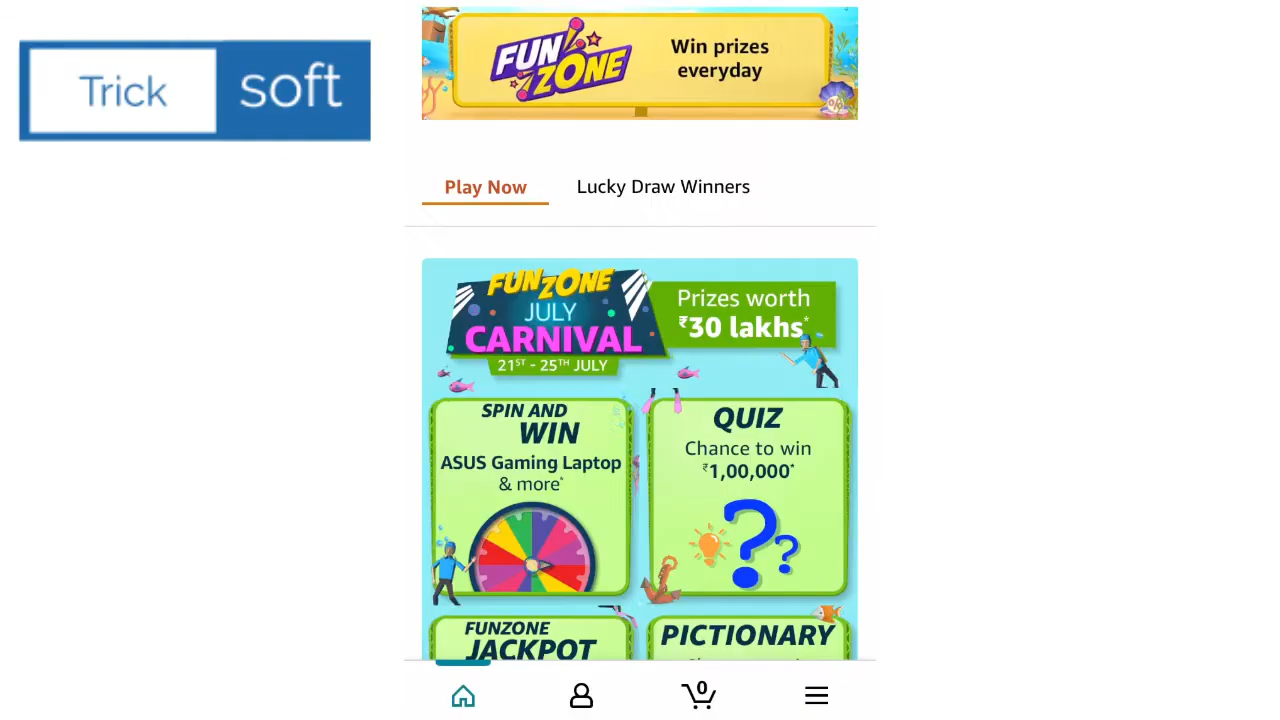 Trick soft
FUN ZONE
Win prizes
everyday
Play Now
Lucky Draw Winners
FUNZONE
JULY
CARNIVAL
21ST - 25TH JULY
Prizes worth
₹30 lakhs*
SPIN AND
WIN
ASUS Gaming Laptop
& more*
QUIZ
Chance to win
₹1,00,000*
FUNZONE
JACKPOT
PICTIONARY
0